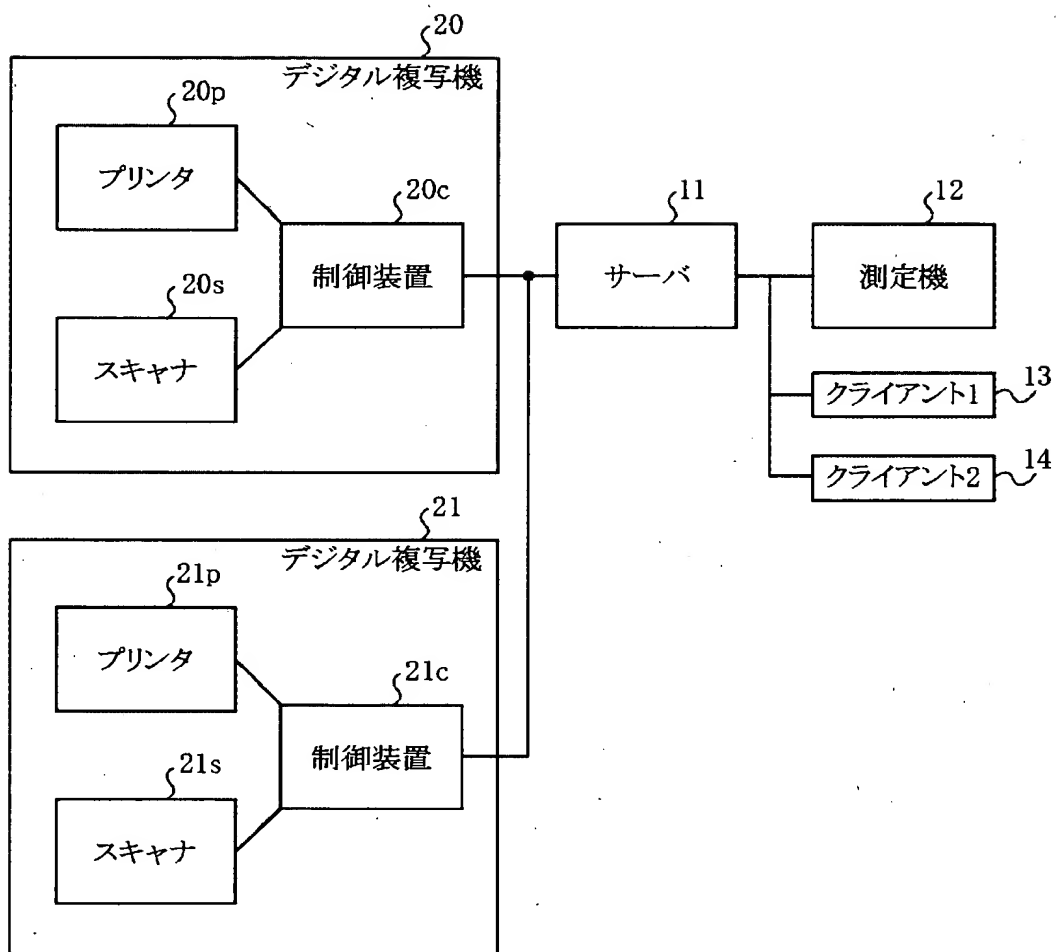 20
デジタル複写機
20p
プリンタ
20c
制御装置
20s
スキャナ
11
サーバ
12
測定機
13
クライアント1
14
クライアント2
21
デジタル複写機
21p
プリンタ
21c
制御装置
21s
スキャナ